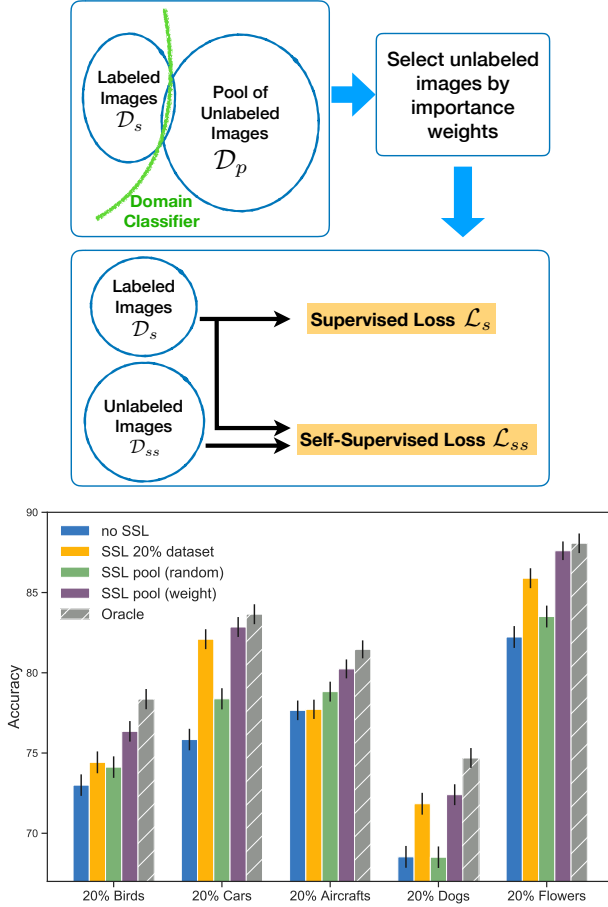 Labeled
Images
𝒟s
Pool of
Unlabeled
Images
𝒟p
Domain
Classifier
Select unlabeled
images by
importance
weights
Labeled
Images
𝒟s
Supervised Loss ℒs
Unlabeled
Images
𝒟ss
Self-Supervised Loss ℒss
90
85
80
75
70
Accuracy
no SSL
SSL 20% dataset
SSL pool (random)
SSL pool (weight)
Oracle
20% Birds
20% Cars
20% Aircrafts
20% Dogs
20% Flowers